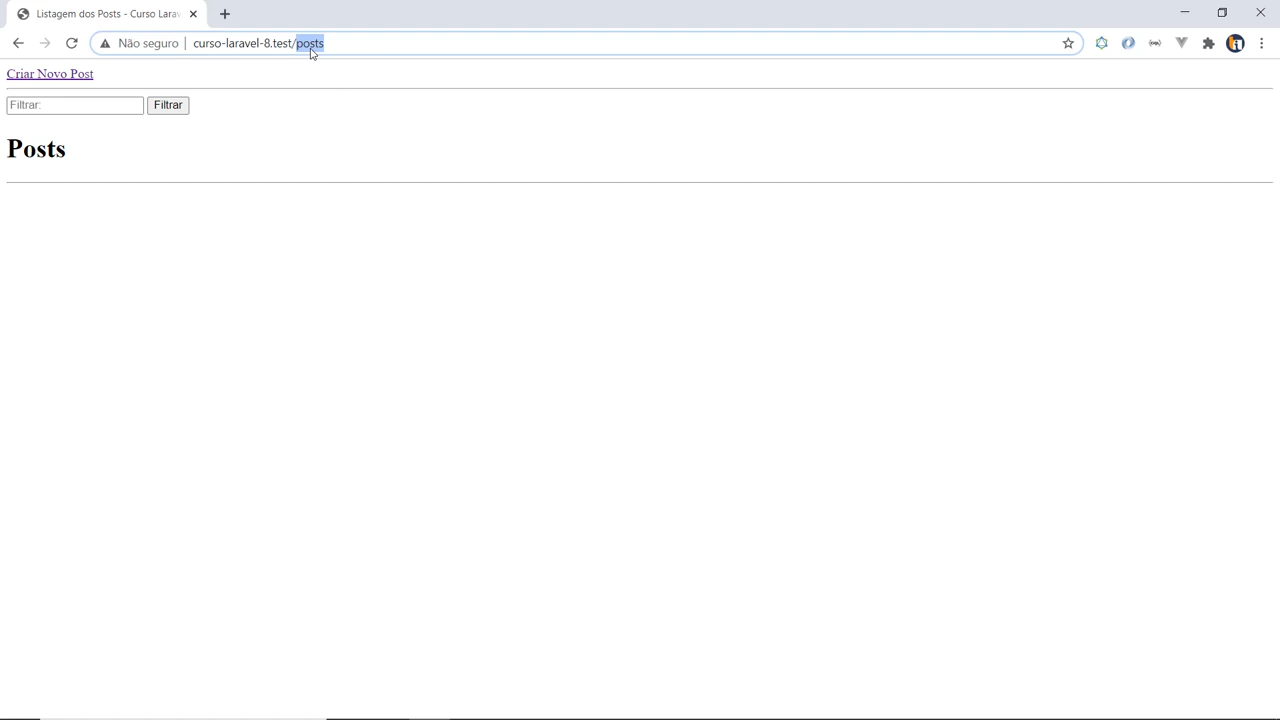 Listagem dos Posts - Curso Larav
Não seguro
curso-laravel-8.test/posts
Criar Novo Post
Filtrar:
Filtrar
Posts